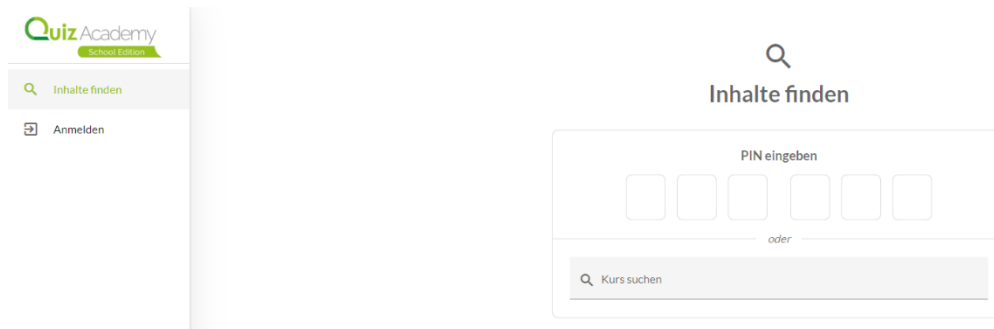 Quiz Academy
School Edition
Inhalte finden
Anmelden
Inhalte finden
PIN eingeben
oder
Kurs suchen